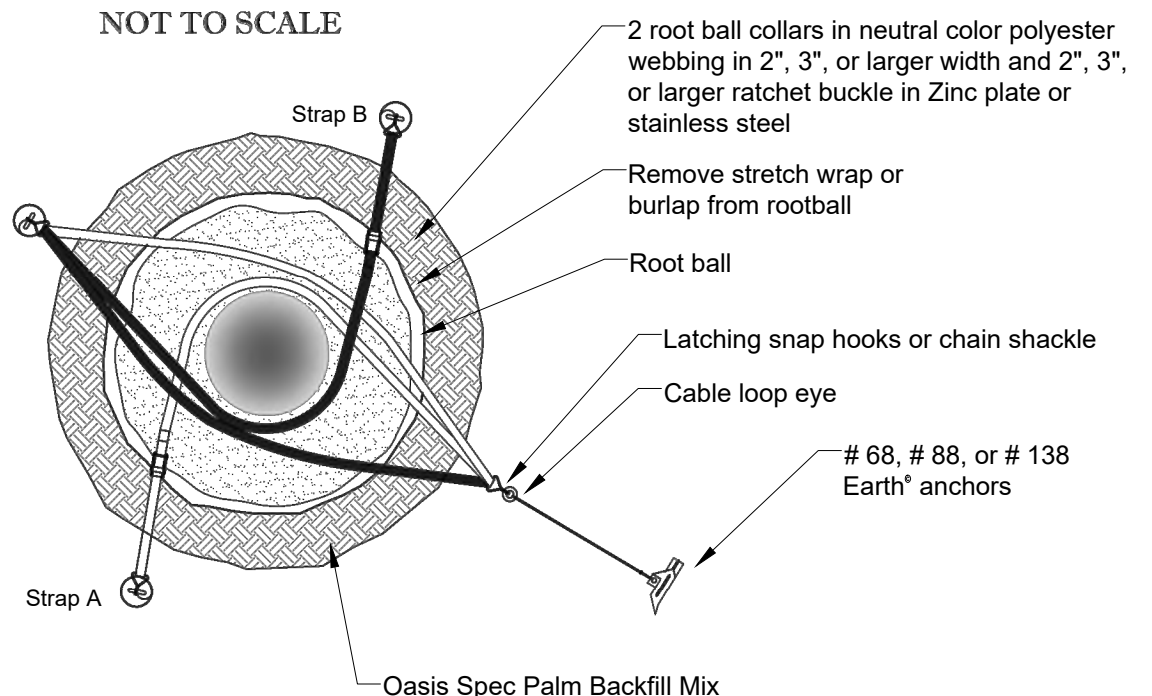 NOT TO SCALE
2 root ball collars in neutral color polyester
webbing in 2", 3", or larger width and 2", 3",
or larger ratchet buckle in Zinc plate or
stainless steel
Strap B
Remove stretch wrap or
burlap from rootball
Root ball
Latching snap hooks or chain shackle
Cable loop eye
# 68, # 88, or # 138
Earth® anchors
Strap A
Oasis Spec Palm Backfill Mix